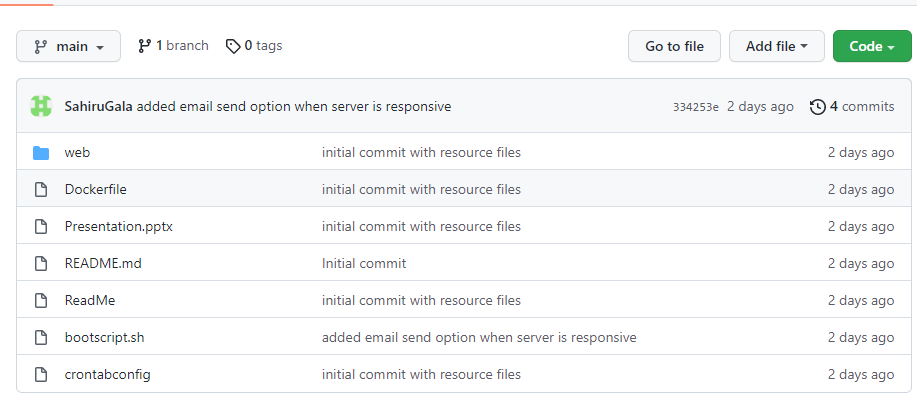 main 1 branch 0 tags Go to file Add file Code
SahiruGala added email send option when server is responsive 334253e 2 days ago 4 commits
web initial commit with resource files 2 days ago
Dockerfile initial commit with resource files 2 days ago
Presentation.pptx initial commit with resource files 2 days ago
README.md Initial commit 2 days ago
ReadMe initial commit with resource files 2 days ago
bootscript.sh added email send option when server is responsive 2 days ago
crontabconfig initial commit with resource files 2 days ago